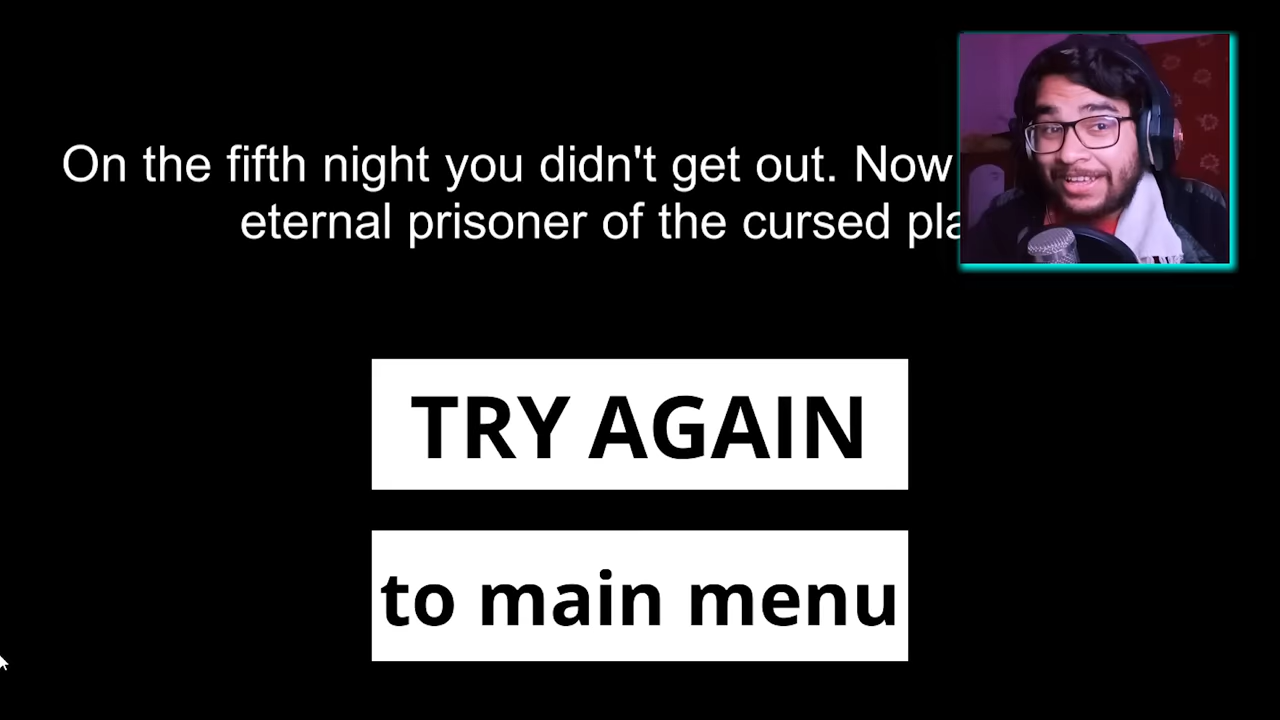 On the fifth night you didn't get out. Now
eternal prisoner of the cursed
TRY AGAIN
to main menu